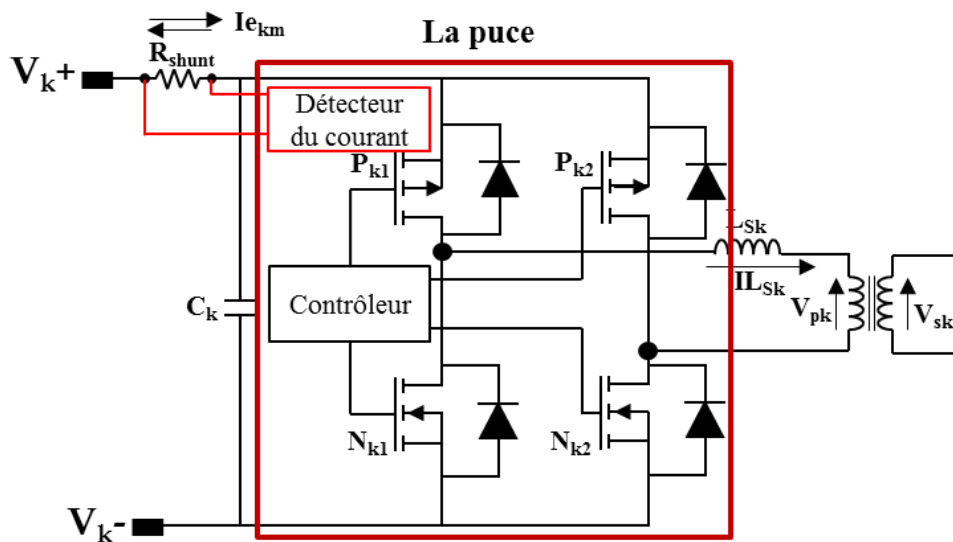 Ie_km
La puce
R_shunt
V_k+
Détecteur
du courant
P_k1
P_k2
L_Sk
IL_Sk
C_k
Contrôleur
V_pk
V_sk
N_k1
N_k2
V_k-